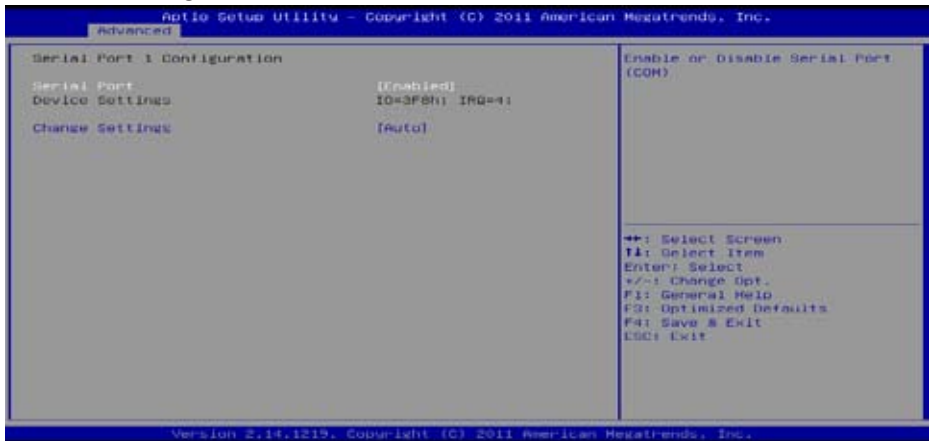 Aptio Setup Utility – Copyright (C) 2011 American Megatrends, Inc.
Advanced
Serial Port 1 Configuration
Serial Port [Enabled]
Device Settings IO=3F8h; IRQ=4;
Change Settings [Auto]
Enable or Disable Serial Port
(COM)
→←: Select Screen
↑↓: Select Item
Enter: Select
+/-: Change Opt.
F1: General Help
F3: Optimized Defaults
F4: Save & Exit
ESC: Exit
Version 2.14.1219. Copyright (C) 2011 American Megatrends, Inc.